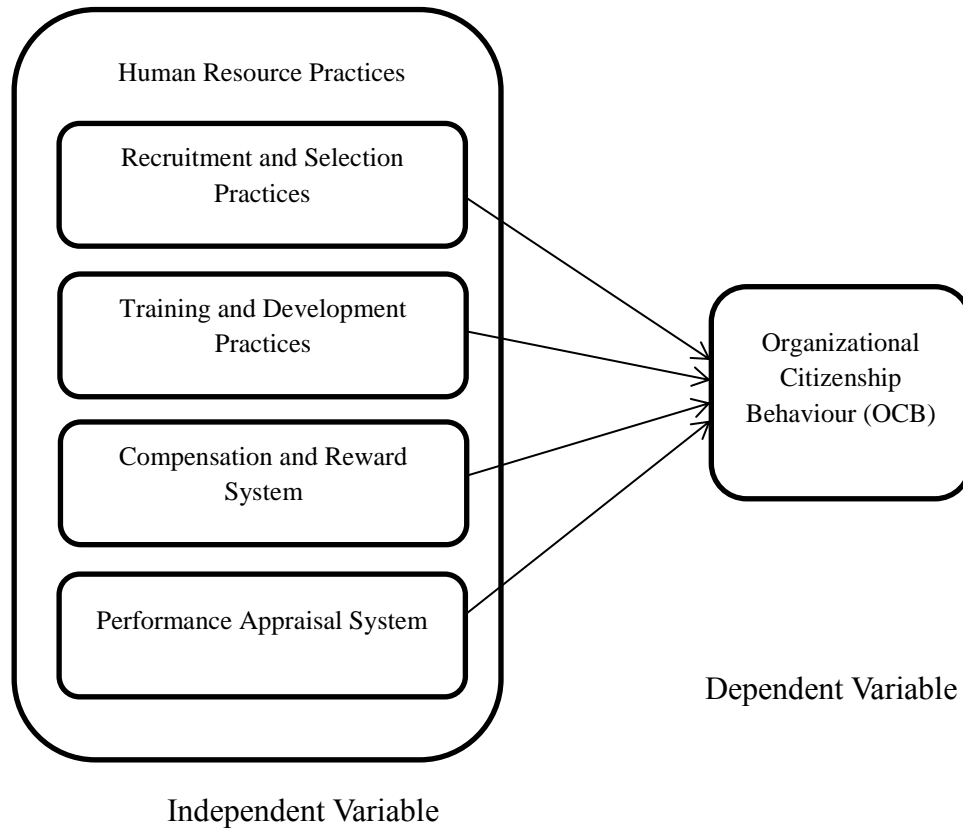 Human Resource Practices
Recruitment and Selection
Practices
Training and Development
Practices
Compensation and Reward
System
Performance Appraisal System
Organizational
Citizenship
Behaviour (OCB)
Dependent Variable
Independent Variable